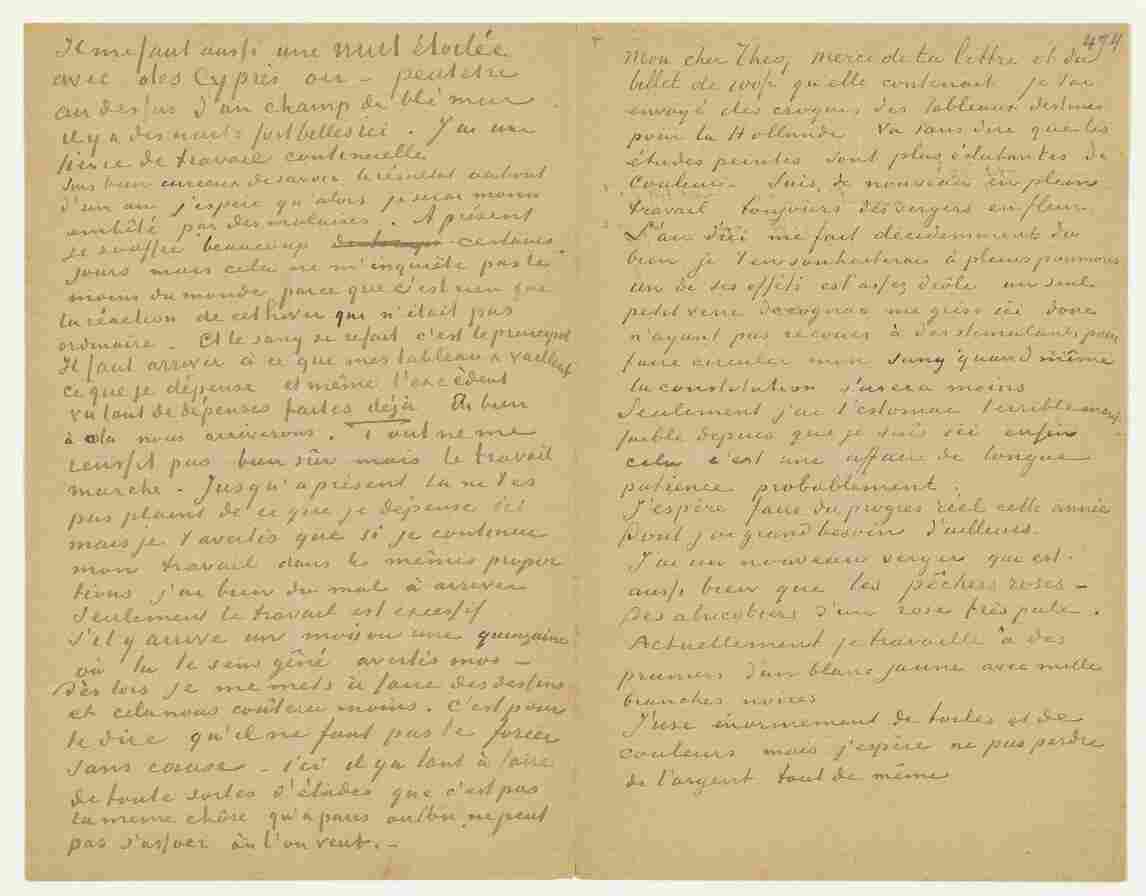 Il me faut aussi une nuit étoilée
avec des Cyprès ou – peutetre
au dessus d'un champ de blé mur.
il y a des nuits fort belles ici. J'ai une
fièvre de travail continuelle
Suis bien curieux de savoir le résultat au bout
d'un an j'espère qu'alors je serai moins
embêté par des malaises. A présent
je souffre beaucoup certains
jours mais cela ne m'inquiète pas le
moins du monde parce que c'est rien que
la réaction de cet hiver qui n'était pas
ordinaire. Et le sang se refait c'est le principal
Il faut arriver à ce que mes tableaux vaillent
ce que je dépense et même l'excèdent
vu tant de dépenses faites déjà Eh bien
à cela nous arriverons. Tout ne me
reussit pas bien sûr mais le travail
marche. Jusqu'à présent tu ne t'es
pas plaint de ce que je dépense ici
mais je t'avertis que si je continue
mon travail dans les mêmes propor
tions j'ai bien du mal à arriver
Seulement le travail est excessif
S'il y arrive un mois ou une quinzaine
où tu te sens gêné avertis moi –
Dès lors je me mets à faire des dessins
et cela nous coûtera moins. C'est pour
te dire qu'il ne faut pas te forcer
sans cause – ici il y a tant à faire
de toute sortes d'études que c'est pas
la meme chôse qu'à paris où l'on ne peut
pas s'asseoir où l'on veut. –
474
Mon cher Theo, merci de ta lettre et du
billet de 100 fr qu'elle contenait je t'ai
envoyé des croquis des tableaux destinés
pour la Hollande Va sans dire que les
études peintes sont plus éclatantes de
Couleur. Suis de nouveau en plein
travail toujours des vergers en fleur.
L'air d'ici me fait décidemment du
bien je t'en souhaiterais à pleins poumons
un de ses effets est assez drôle un seul
petit verre de cognac me grise ici donc
n'ayant pas recours à des stimulants pour
faire circuler mon sang quand même
la constitution s'usera moins
Seulement j'ai l'estomac terriblement
faible depuis que je suis ici enfin
cela c'est une affaire de longue
patience probablement.
J'espère faire du progrès réel cette année
dont j'ai grand besoin d'ailleurs.
J'ai un nouveau verger qui est
aussi bien que les pêchers roses –
des abricotiers d'un rose très pale.
Actuellement je travaille à des
pruniers d'un blanc jaune avec mille
branches noires
J'use énormement de toiles et de
couleurs mais j'espère ne pas perdre
de l'argent tout de même